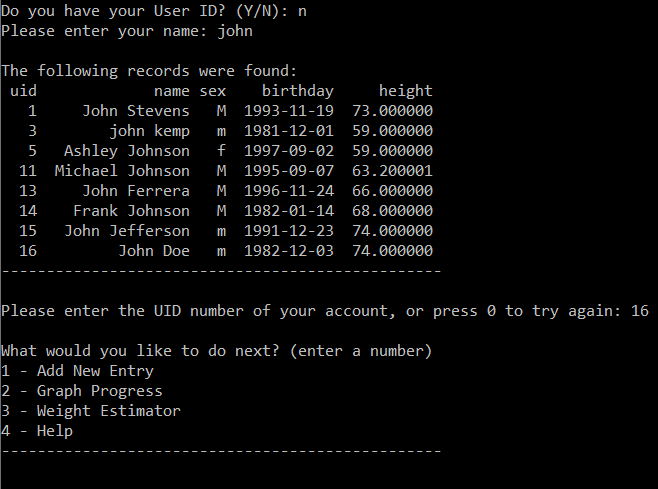 Do you have your User ID? (Y/N): n
Please enter your name: john
The following records were found:
uid name sex birthday height
1 John Stevens M 1993-11-19 73.000000
3 john kemp m 1981-12-01 59.000000
5 Ashley Johnson f 1997-09-02 59.000000
11 Michael Johnson M 1995-09-07 63.200001
13 John Ferrera M 1996-11-24 66.000000
14 Frank Johnson M 1982-01-14 68.000000
15 John Jefferson m 1991-12-23 74.000000
16 John Doe m 1982-12-03 74.000000
-------------------------------------------------
Please enter the UID number of your account, or press 0 to try again: 16
What would you like to do next? (enter a number)
1 - Add New Entry
2 - Graph Progress
3 - Weight Estimator
4 - Help
-------------------------------------------------